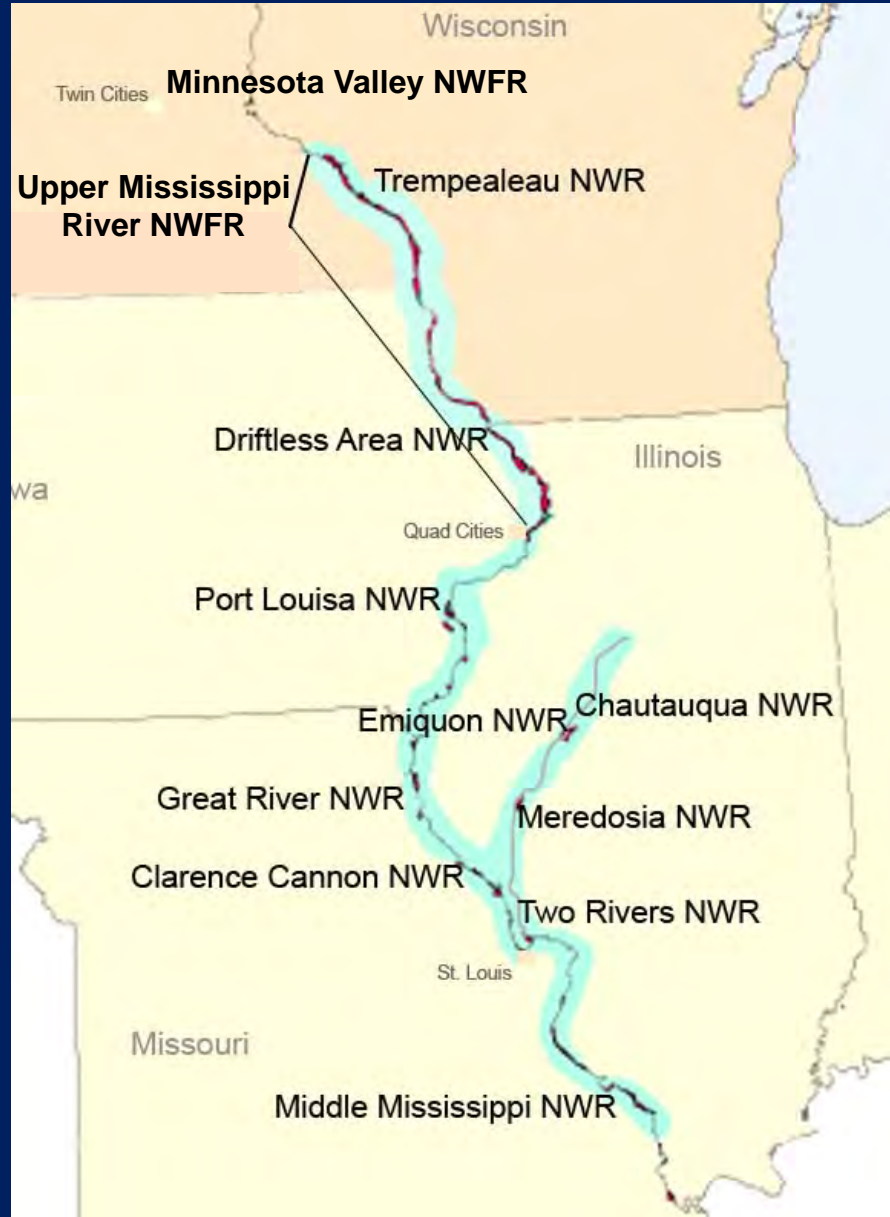 Wisconsin
Minnesota Valley NWFR
Twin Cities
Trempealeau NWR
Upper Mississippi
River NWFR
Driftless Area NWR
Illinois
wa
Quad Cities
Port Louisa NWR
Chautauqua NWR
Emiquon NWR
Great River NWR
Meredosia NWR
Clarence Cannon NWR
Two Rivers NWR
St. Louis
Missouri
Middle Mississippi NWR